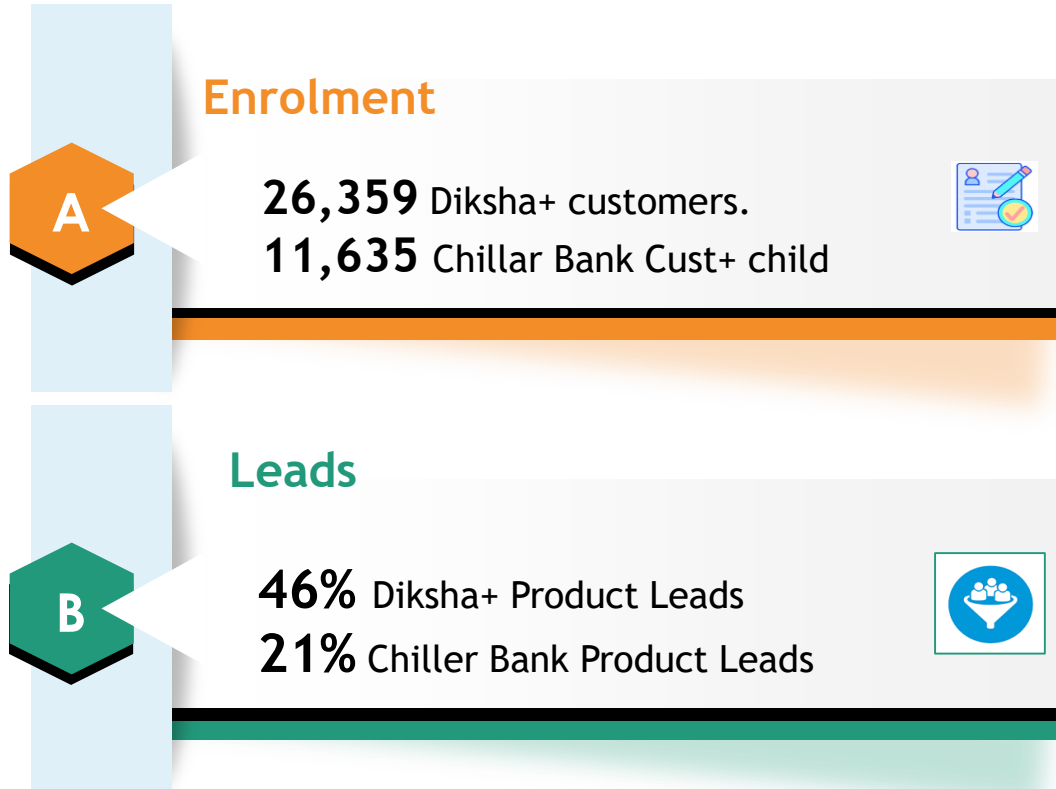 Enrolment
A
26,359 Diksha+ customers.
11,635 Chillar Bank Cust+ child
Leads
B
46% Diksha+ Product Leads
21% Chiller Bank Product Leads